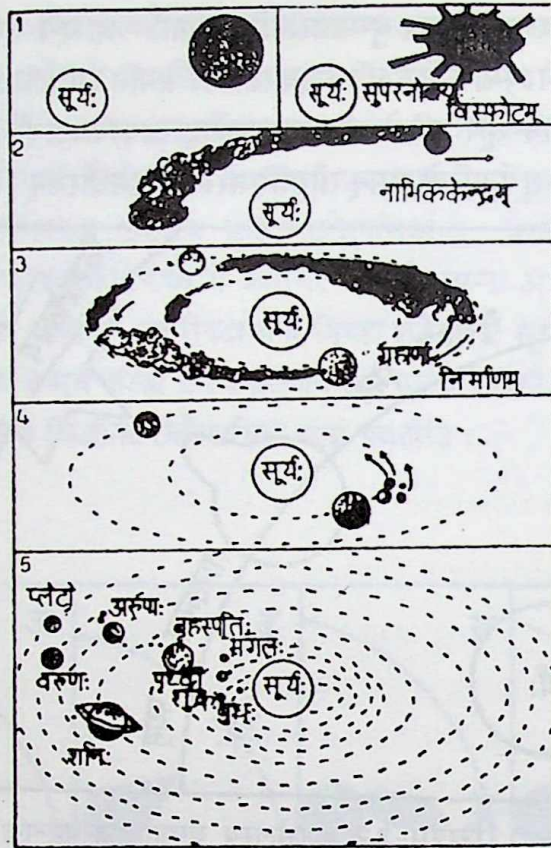 1
सूर्यः
सूर्यः सुपरनोव्यः
विस्फोटम्
2
नाभिककेन्द्रम्
सूर्यः
3
सूर्यः
ग्रहाणां
निर्माणम्
4
सूर्यः
5
प्लेटो
अरुणः
बृहस्पतिः
मंगलः
सूर्यः
वरुणः
पृथ्वी
शनिः